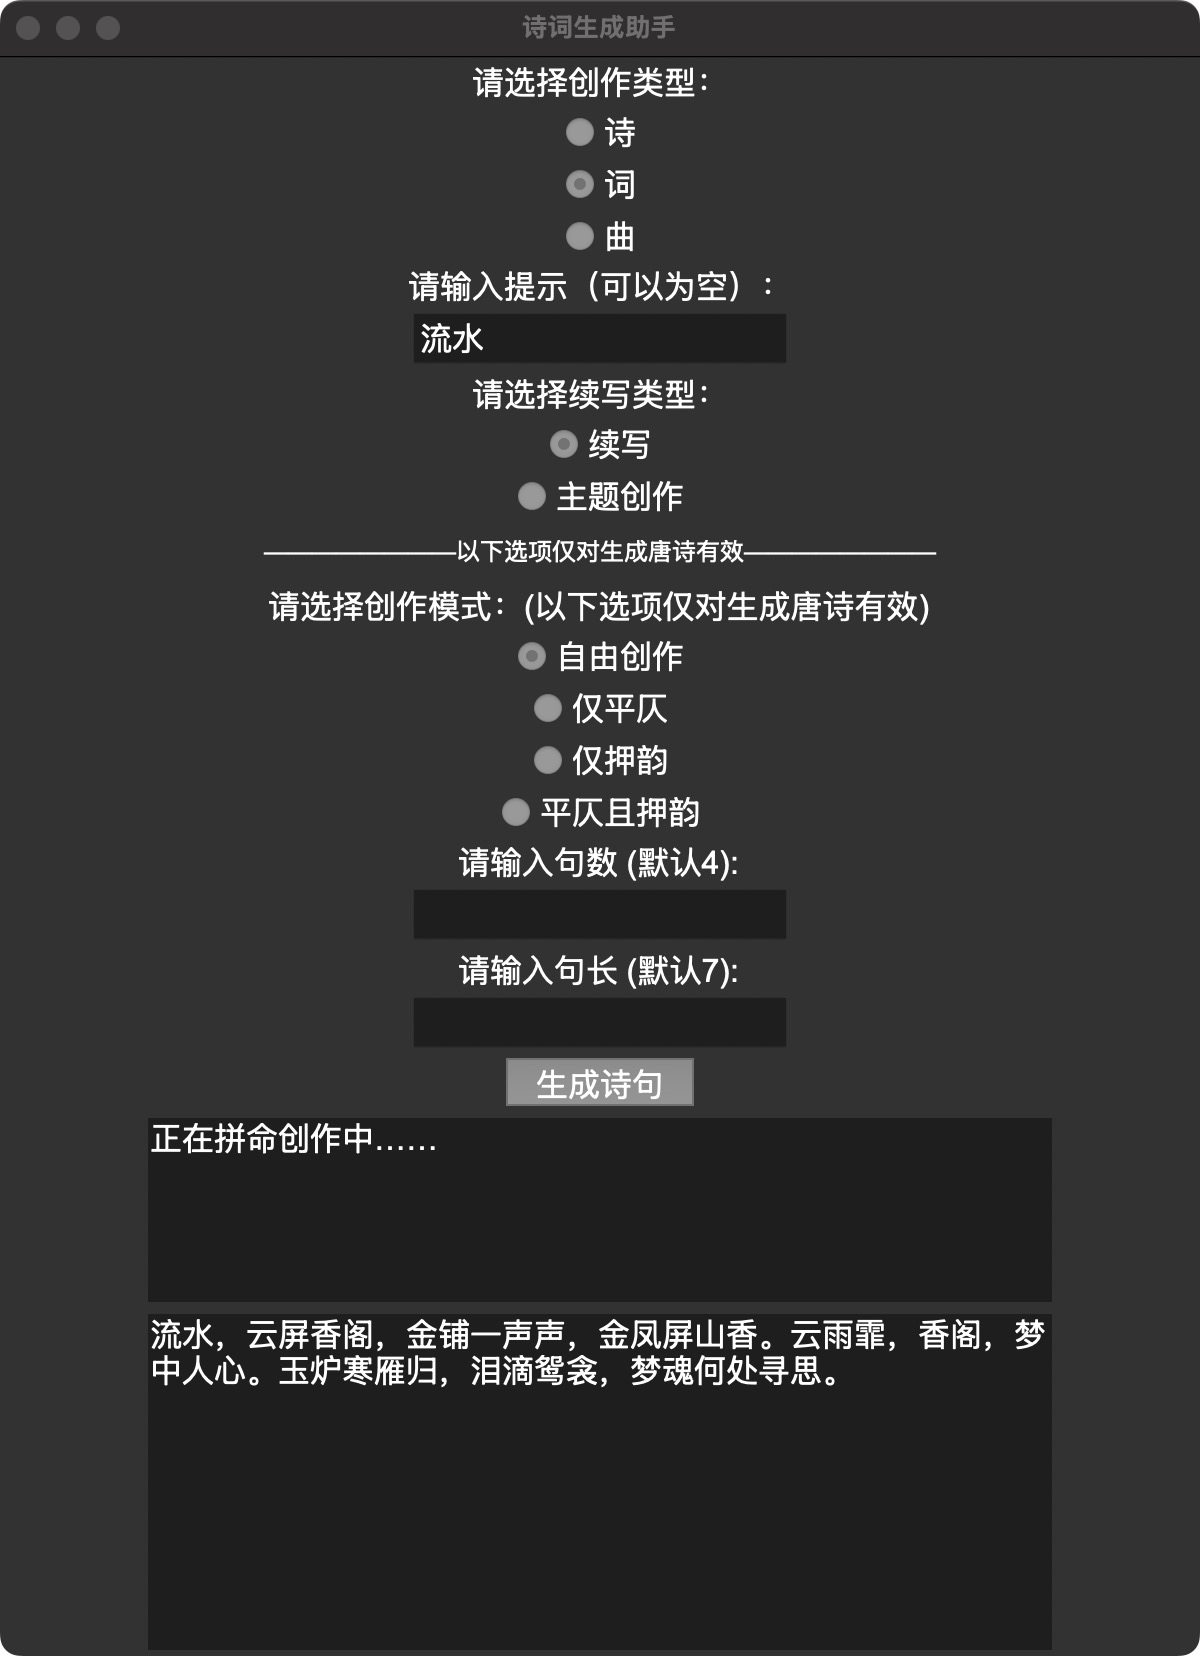 诗词生成助手
请选择创作类型：
诗
词
曲
请输入提示（可以为空）：
流水
请选择续写类型：
续写
主题创作
————————以下选项仅对生成唐诗有效————————
请选择创作模式：(以下选项仅对生成唐诗有效)
自由创作
仅平仄
仅押韵
平仄且押韵
请输入句数 (默认4):
请输入句长 (默认7):
生成诗句
正在拼命创作中……
流水，云屏香阁，金铺一声声，金凤屏山香。云雨霏，香阁，梦
中人心。玉炉寒雁归，泪滴鸳衾，梦魂何处寻思。